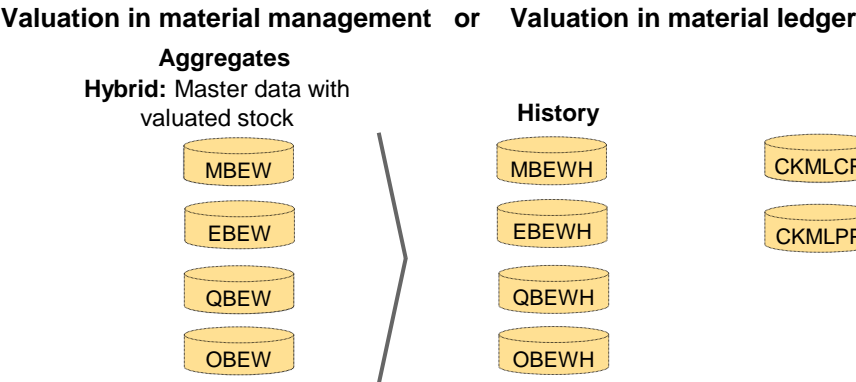 Valuation in material management or Valuation in material ledger
Aggregates
Hybrid: Master data with
valuated stock
History
MBEW
MBEWH
EBEW
EBEWH
QBEW
QBEWH
OBEW
OBEWH